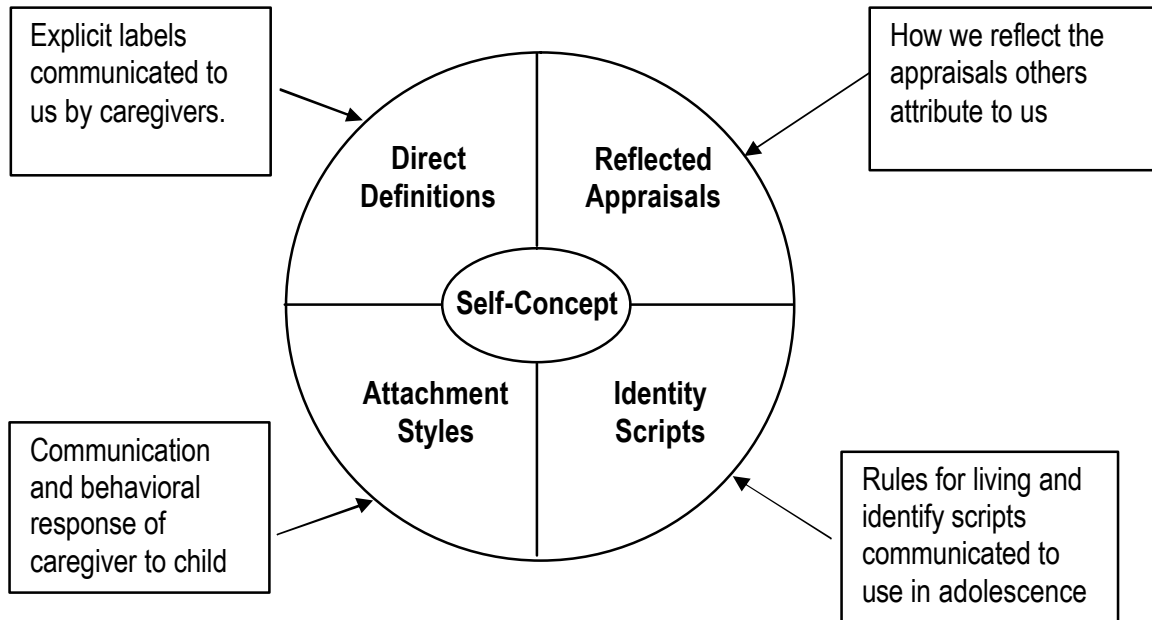 Explicit labels
communicated to
us by caregivers.
How we reflect the
appraisals others
attribute to us
Direct
Definitions
Reflected
Appraisals
Self-Concept
Attachment
Styles
Identity
Scripts
Communication
and behavioral
response of
caregiver to child
Rules for living and
identify scripts
communicated to
use in adolescence